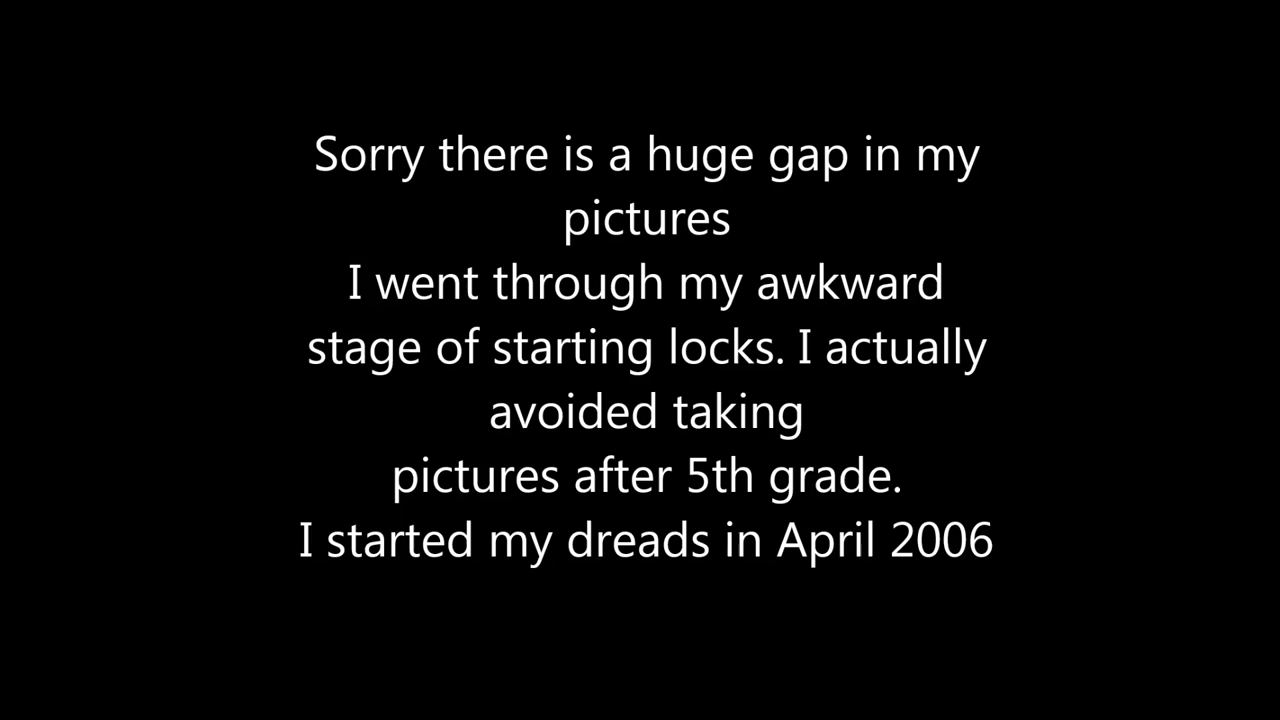 Sorry there is a huge gap in my
pictures
I went through my awkward
stage of starting locks. I actually
avoided taking
pictures after 5th grade.
I started my dreads in April 2006